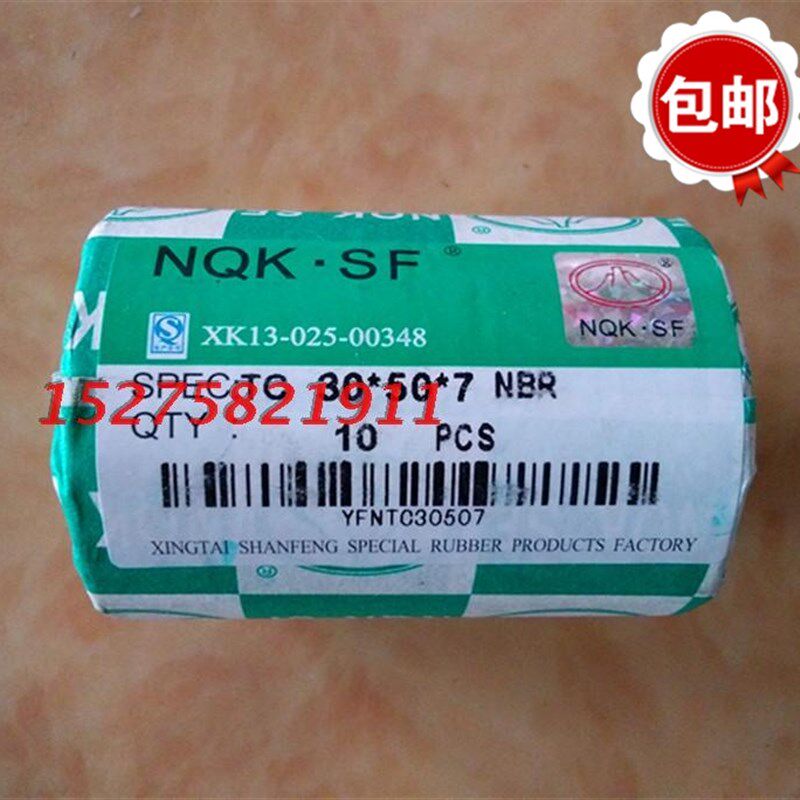 包邮
NQK·SF®
® NQK·SF
XK13-025-00348
SPEC:TC 30*50*7 NBR
15275821911
QTY : 10 PCS
YFNTC30507
XINGTAI SHANFENG SPECIAL RUBBER PRODUCTS FACTORY